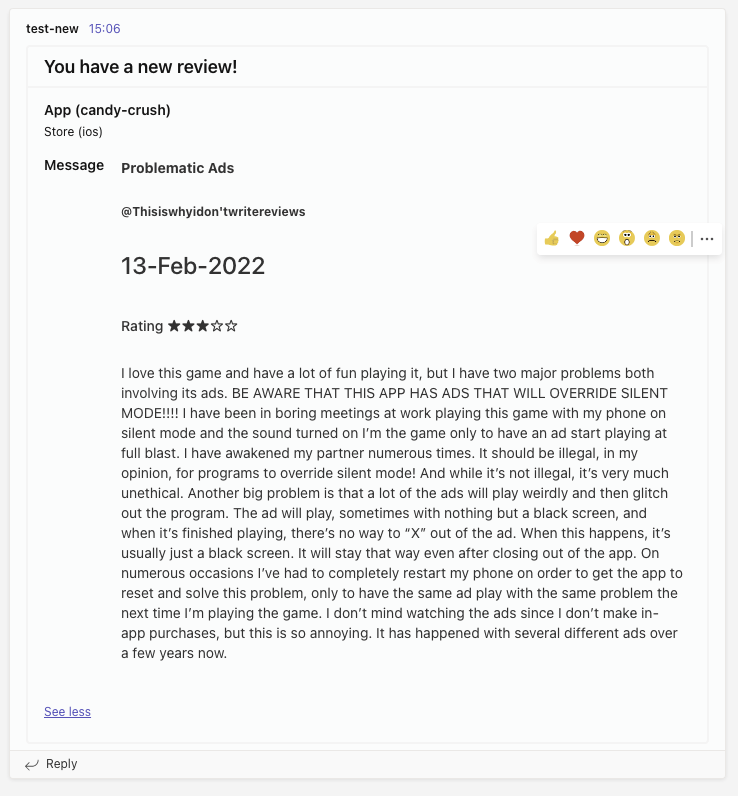 test-new 15:06
You have a new review!
App (candy-crush)
Store (ios)
Message Problematic Ads
@Thisiswhyidon'twritereviews
13-Feb-2022
Rating ★★★☆☆
I love this game and have a lot of fun playing it, but I have two major problems both
involving its ads. BE AWARE THAT THIS APP HAS ADS THAT WILL OVERRIDE SILENT
MODE!!!! I have been in boring meetings at work playing this game with my phone on
silent mode and the sound turned on I’m the game only to have an ad start playing at
full blast. I have awakened my partner numerous times. It should be illegal, in my
opinion, for programs to override silent mode! And while it’s not illegal, it’s very much
unethical. Another big problem is that a lot of the ads will play weirdly and then glitch
out the program. The ad will play, sometimes with nothing but a black screen, and
when it’s finished playing, there’s no way to “X” out of the ad. When this happens, it’s
usually just a black screen. It will stay that way even after closing out of the app. On
numerous occasions I’ve had to completely restart my phone on order to get the app to
reset and solve this problem, only to have the same ad play with the same problem the
next time I’m playing the game. I don’t mind watching the ads since I don’t make in-
app purchases, but this is so annoying. It has happened with several different ads over
a few years now.
See less
Reply